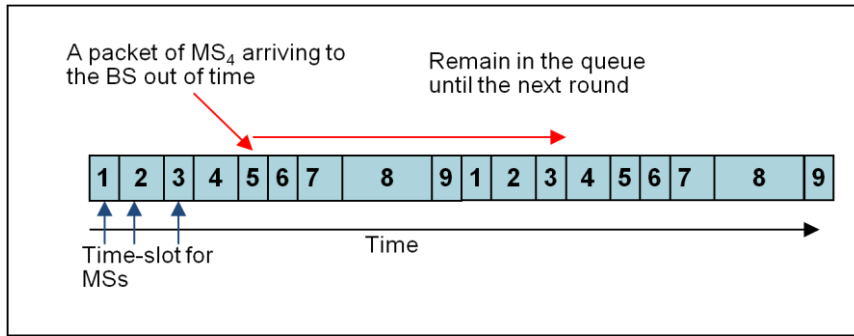 A packet of MS₄ arriving to
the BS out of time
Remain in the queue
until the next round
1 2 3 4 5 6 7 8 9 1 2 3 4 5 6 7 8 9
Time-slot for
MSs
Time